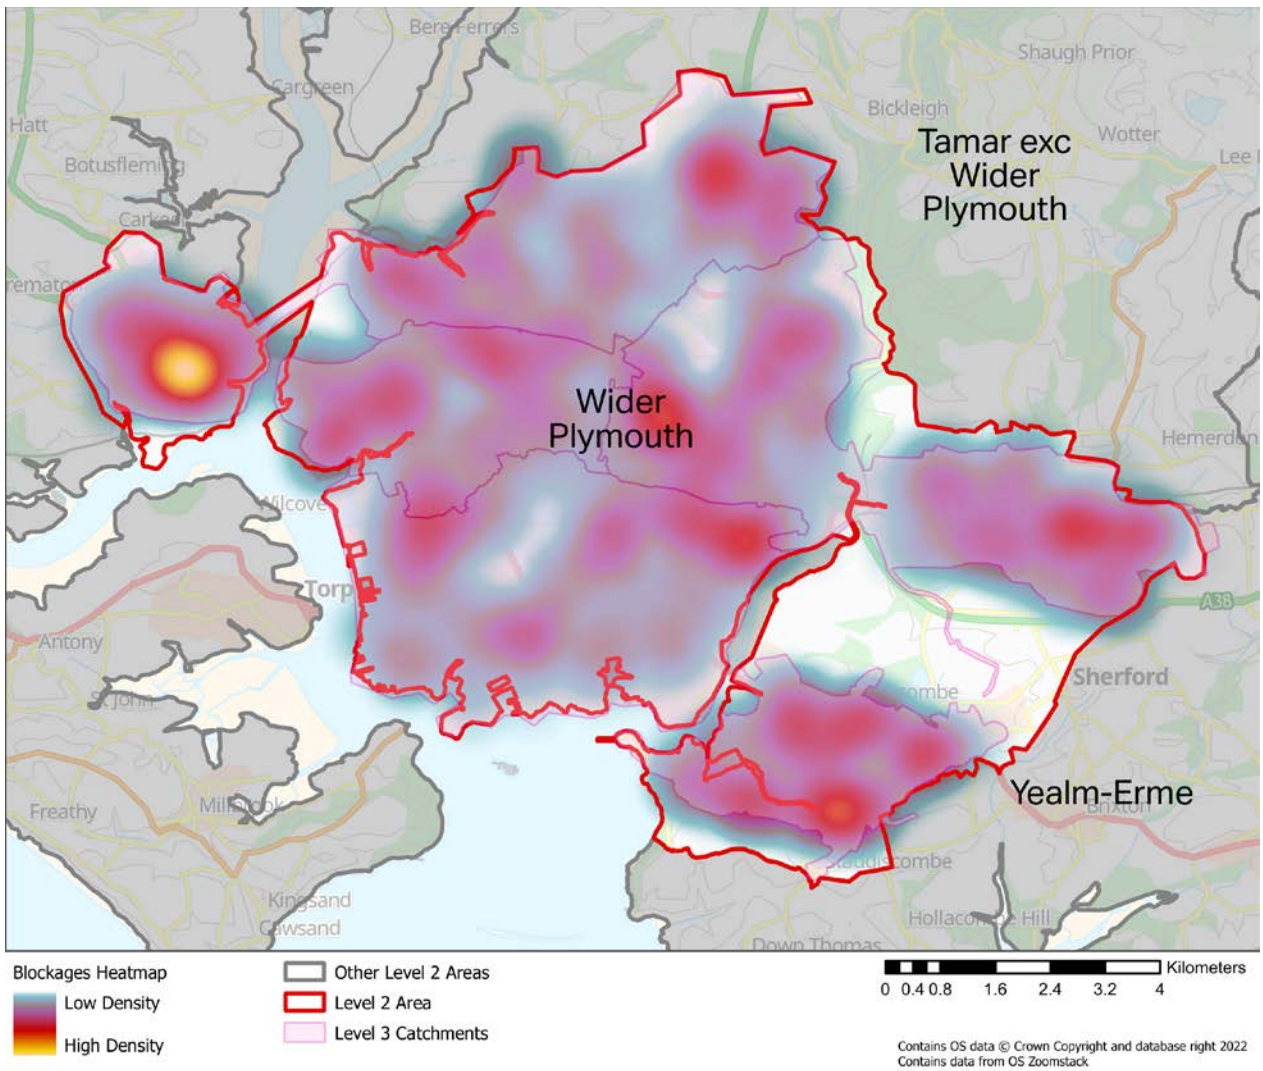 Bere Ferrers
Shaugh Prior
Cargreen
Bickleigh
Hatt
Tamar exc
Wider
Plymouth
Wotter
Lee
Botusfleming
Wider
Plymouth
Hemerdon
Wilcove
Torp
A38
Antony
St John
Sherford
combe
Yealm-Erme
Brixton
Freathy
Millbrook
Staddiscombe
Kingsand
Cawsand
Hollacombe Hill
Down Thomas
Blockages Heatmap
Low Density
High Density
Other Level 2 Areas
Level 2 Area
Level 3 Catchments
Kilometers
0 0.4 0.8 1.6 2.4 3.2 4
Contains OS data © Crown Copyright and database right 2022
Contains data from OS Zoomstack